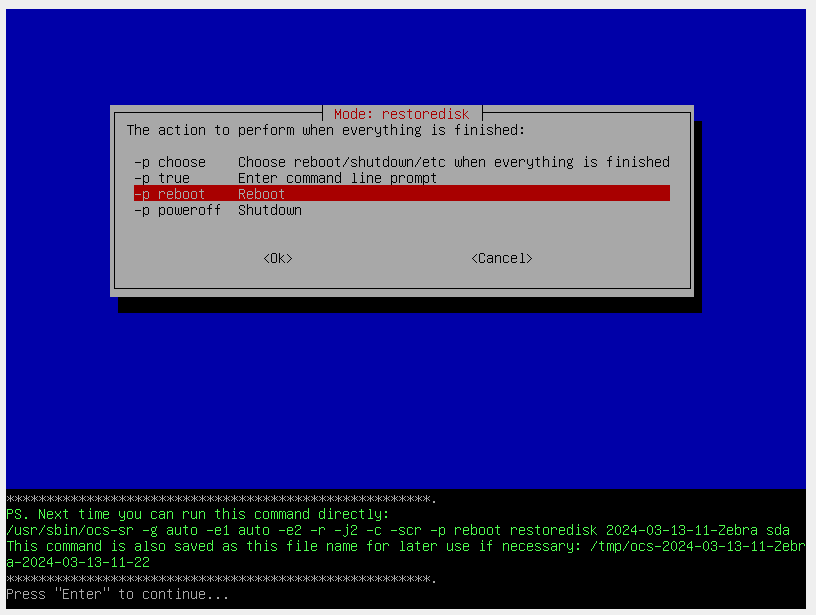 Mode: restoredisk
The action to perform when everything is finished:
-p choose Choose reboot/shutdown/etc when everything is finished
-p true Enter command line prompt
-p reboot Reboot
-p poweroff Shutdown
<Ok> <Cancel>
*****************************************************.
PS. Next time you can run this command directly:
/usr/sbin/ocs-sr -g auto -e1 auto -e2 -r -j2 -c -scr -p reboot restoredisk 2024-03-13-11-Zebra sda
This command is also saved as this file name for later use if necessary: /tmp/ocs-2024-03-13-11-Zebr
a-2024-03-13-11-22
*****************************************************.
Press "Enter" to continue...